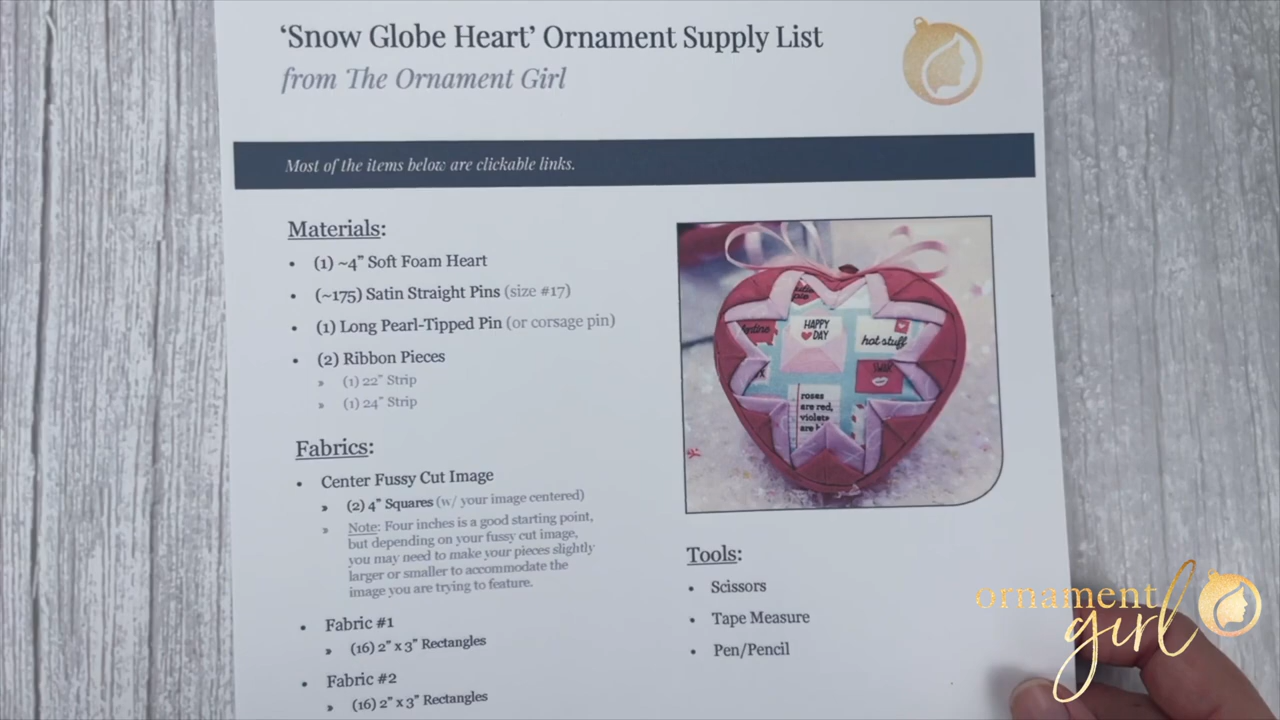 ‘Snow Globe Heart’ Ornament Supply List
from The Ornament Girl
Most of the items below are clickable links.
Materials:
• (1) ~4” Soft Foam Heart
• (~175) Satin Straight Pins (size #17)
• (1) Long Pearl-Tipped Pin (or corsage pin)
• (2) Ribbon Pieces
» (1) 22” Strip
» (1) 24” Strip
Fabrics:
• Center Fussy Cut Image
» (2) 4” Squares (w/ your image centered)
» Note: Four inches is a good starting point,
but depending on your fussy cut image,
you may need to make your pieces slightly
larger or smaller to accommodate the
image you are trying to feature.
• Fabric #1
» (16) 2” x 3” Rectangles
• Fabric #2
» (16) 2” x 3” Rectangles
HAPPY
DAY
hot stuff
roses
are red,
violets
are
Tools:
• Scissors
• Tape Measure
• Pen/Pencil
ornament
girl